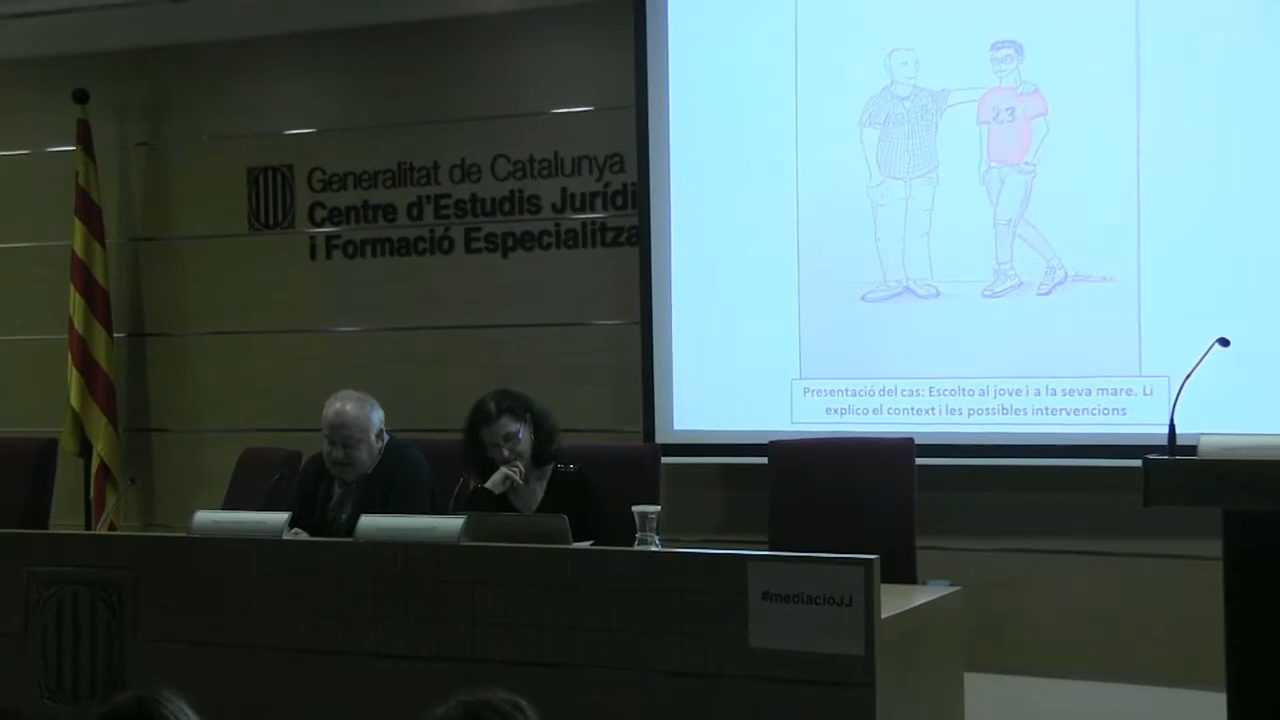 Generalitat de Catalunya
Centre d'Estudis Jurídi
i Formació Especialitza
23
Presentació del cas: Escolto al jove i a la seva mare. Li
explico el context i les possibles intervencions
#mediacióJJ